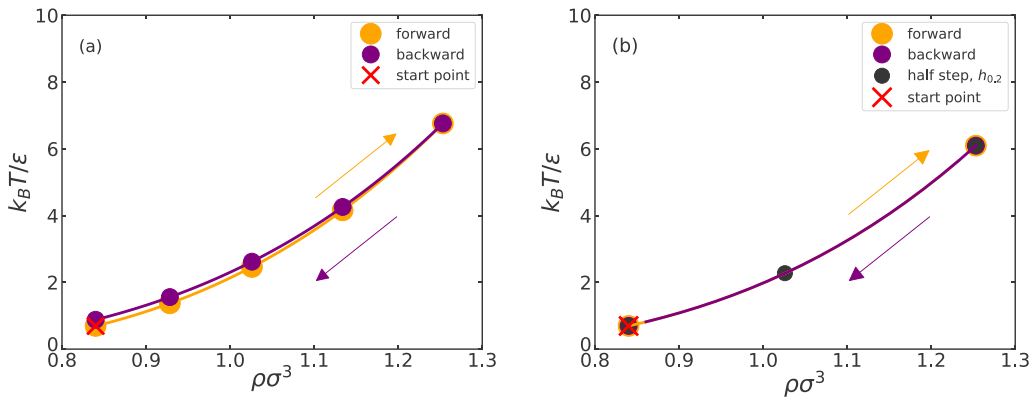 (a)
forward
backward
start point
10
8
6
4
2
0
0.8 0.9 1.0 1.1 1.2 1.3
k_BT/ε
ρσ³
(b)
forward
backward
half step, h_{0.2}
start point
10
8
6
4
2
0
0.8 0.9 1.0 1.1 1.2 1.3
k_BT/ε
ρσ³